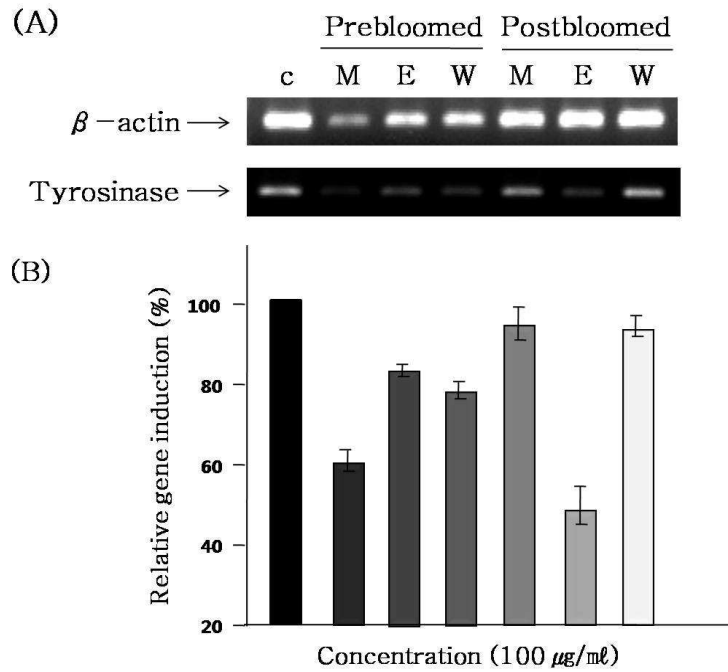 (A)
Prebloomed Postbloomed
c M E W M E W
β-actin →
Tyrosinase →
(B)
Relative gene induction (%)
100
80
60
40
20
Concentration (100 ㎍/㎖)